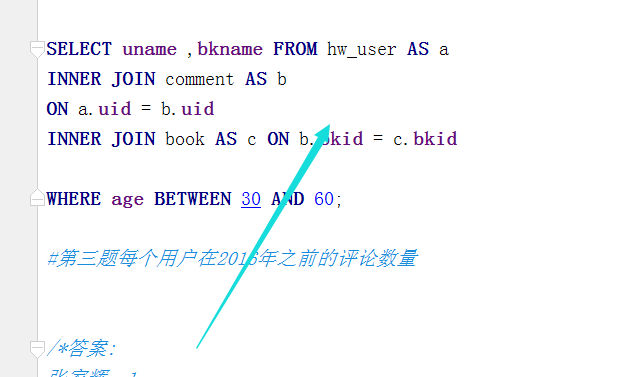 SELECT uname ,bkname FROM hw_user AS a
INNER JOIN comment AS b
ON a.uid = b.uid
INNER JOIN book AS c ON b.bkid = c.bkid
WHERE age BETWEEN 30 AND 60;
#第三题每个用户在2016年之前的评论数量
/*答案: